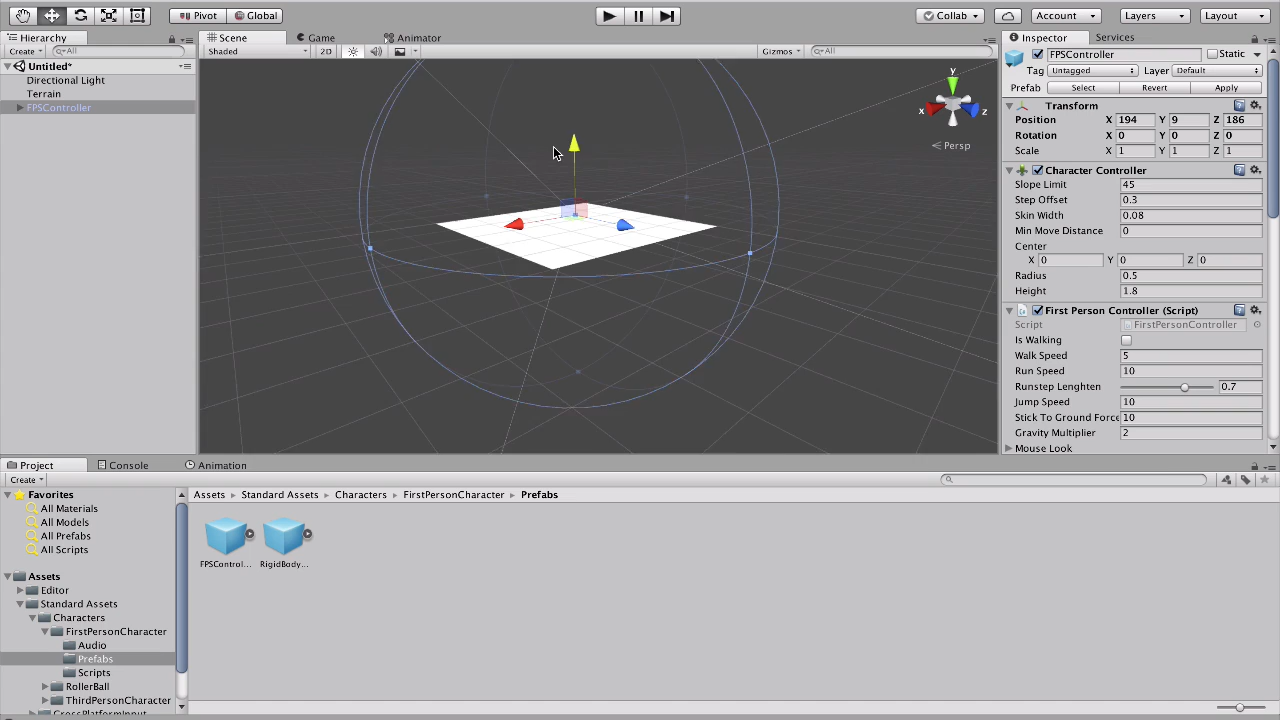 Pivot Global Collab Account Layers Layout
Hierarchy Scene Game Animator Inspector Services
Create All Shaded 2D Gizmos All FPSController Static
Untitled* Tag Untagged Layer Default
Directional Light Prefab Select Revert Apply
Terrain Transform
FPSController Position X 194 Y 9 Z 186
Rotation X 0 Y 0 Z 0
Scale X 1 Y 1 Z 1
y
x z
Persp
Character Controller
Slope Limit 45
Step Offset 0.3
Skin Width 0.08
Min Move Distance 0
Center
X 0 Y 0 Z 0
Radius 0.5
Height 1.8
First Person Controller (Script)
Script FirstPersonController
Is Walking
Walk Speed 5
Run Speed 10
Runstep Lenghten 0.7
Jump Speed 10
Stick To Ground Force 10
Gravity Multiplier 2
Mouse Look
Project Console Animation
Create
Favorites Assets Standard Assets Characters FirstPersonCharacter Prefabs
All Materials
All Models
All Prefabs
All Scripts
FPSControl... RigidBody...
Assets
Editor
Standard Assets
Characters
FirstPersonCharacter
Audio
Prefabs
Scripts
RollerBall
ThirdPersonCharacter
CrossPlatformInput